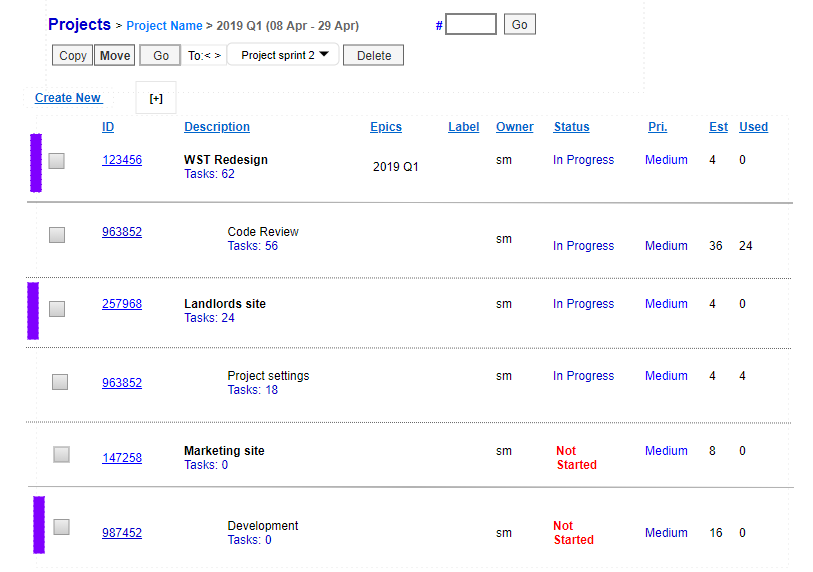 Projects > Project Name > 2019 Q1 (08 Apr - 29 Apr) # Go
Copy Move Go To:< > Project sprint 2 Delete
Create New [+]
ID Description Epics Label Owner Status Pri. Est Used
123456 WST Redesign 2019 Q1 sm In Progress Medium 4 0
Tasks: 62
963852 Code Review sm In Progress Medium 36 24
Tasks: 56
257968 Landlords site sm In Progress Medium 4 0
Tasks: 24
963852 Project settings sm In Progress Medium 4 4
Tasks: 18
147258 Marketing site sm Not Medium 8 0
Tasks: 0 Started
987452 Development sm Not Medium 16 0
Tasks: 0 Started